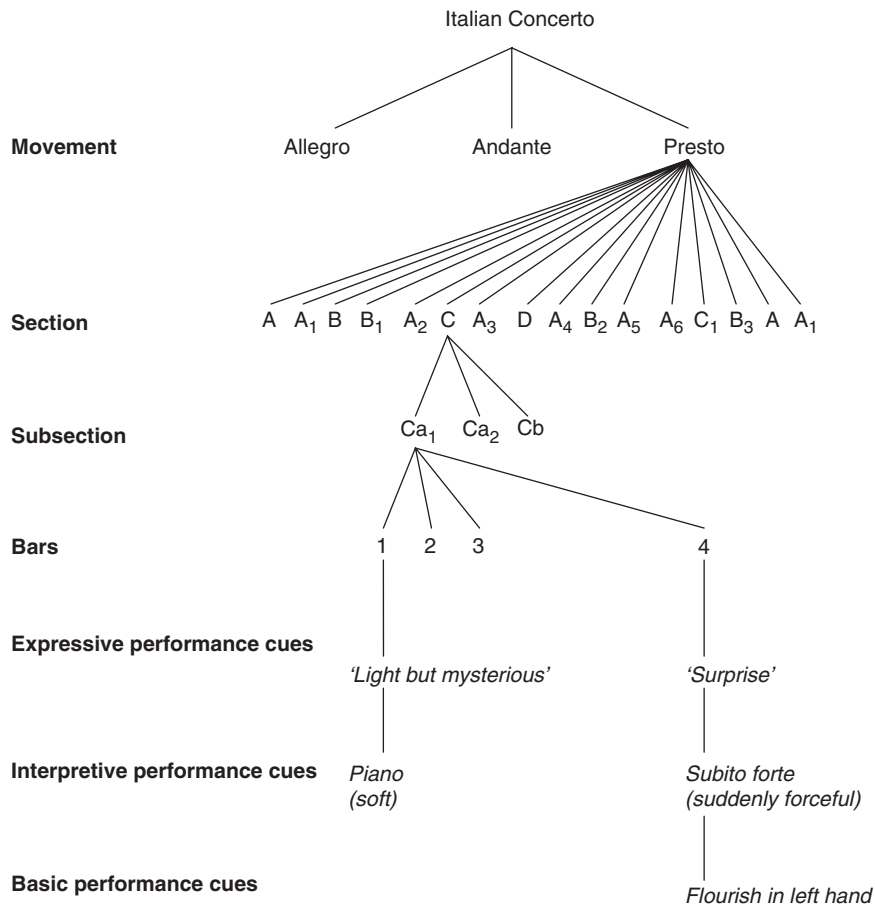 Italian Concerto
Movement Allegro Andante Presto
Section A A₁ B B₁ A₂ C A₃ D A₄ B₂ A₅ A₆ C₁ B₃ A A₁
Subsection Ca₁ Ca₂ Cb
Bars 1 2 3 4
Expressive performance cues
‘Light but mysterious’ ‘Surprise’
Interpretive performance cues Piano Subito forte
(soft) (suddenly forceful)
Basic performance cues
Flourish in left hand